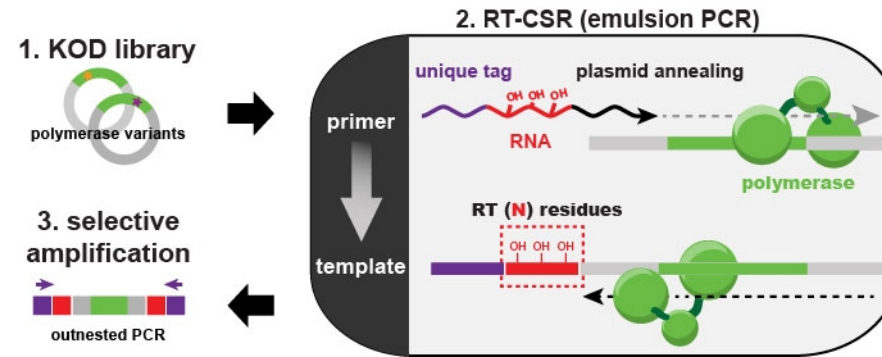 1. KOD library
polymerase variants
2. RT-CSR (emulsion PCR)
primer
template
unique tag
plasmid annealing
OH OH OH
RNA
polymerase
RT (N) residues
OH OH OH
3. selective
amplification
outnested PCR